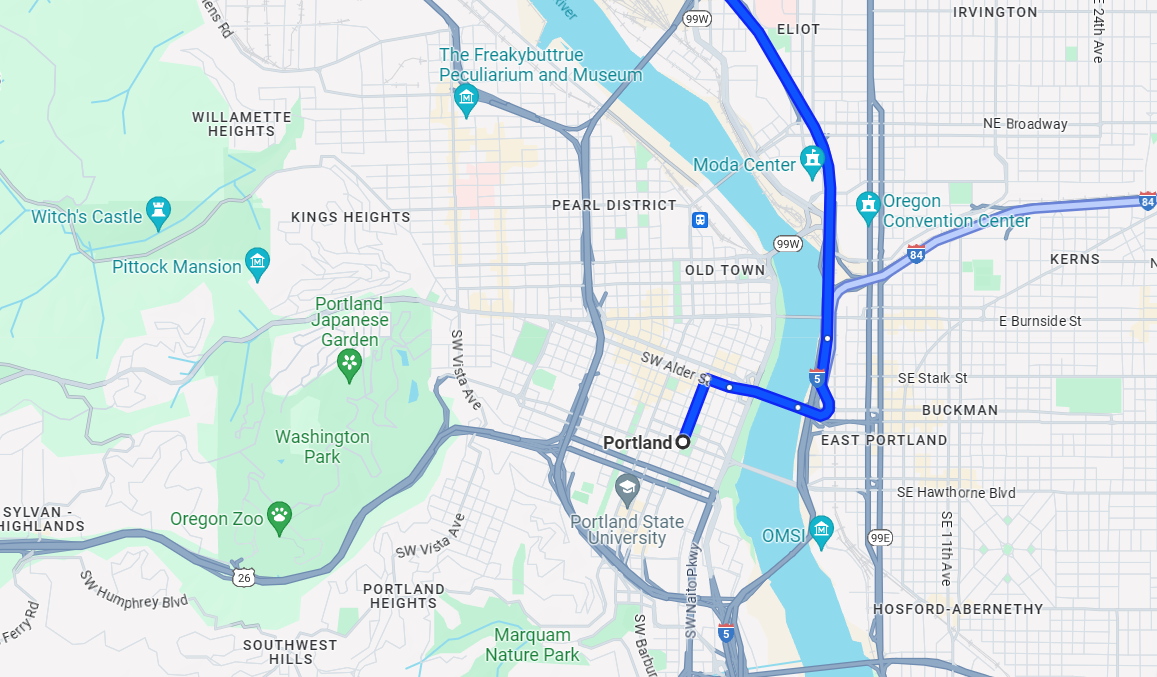 ens Rd
River
99W
ELIOT
IRVINGTON
E 24th Ave
The Freakybuttrue
Peculiarium and Museum
WILLAMETTE
HEIGHTS
NE Broadway
Moda Center
Witch's Castle
KINGS HEIGHTS
PEARL DISTRICT
Oregon
Convention Center
84
99W
84
KERNS
N
Pittock Mansion
OLD TOWN
Portland
Japanese
Garden
E Burnside St
SW Vista Ave
SW Alder S
5
SE Stark St
BUCKMAN
Washington
Park
Portland
EAST PORTLAND
SYLVAN -
HIGHLANDS
Oregon Zoo
SE Hawthorne Blvd
Portland State
University
OMSI
99E
SE 11th Ave
SW Vista Ave
26
SW Humphrey Blvd
PORTLAND
HEIGHTS
SW Naito Pkwy
Ferry Rd
HOSFORD-ABERNETHY
SOUTHWEST
HILLS
Marquam
Nature Park
SW Barbur
5